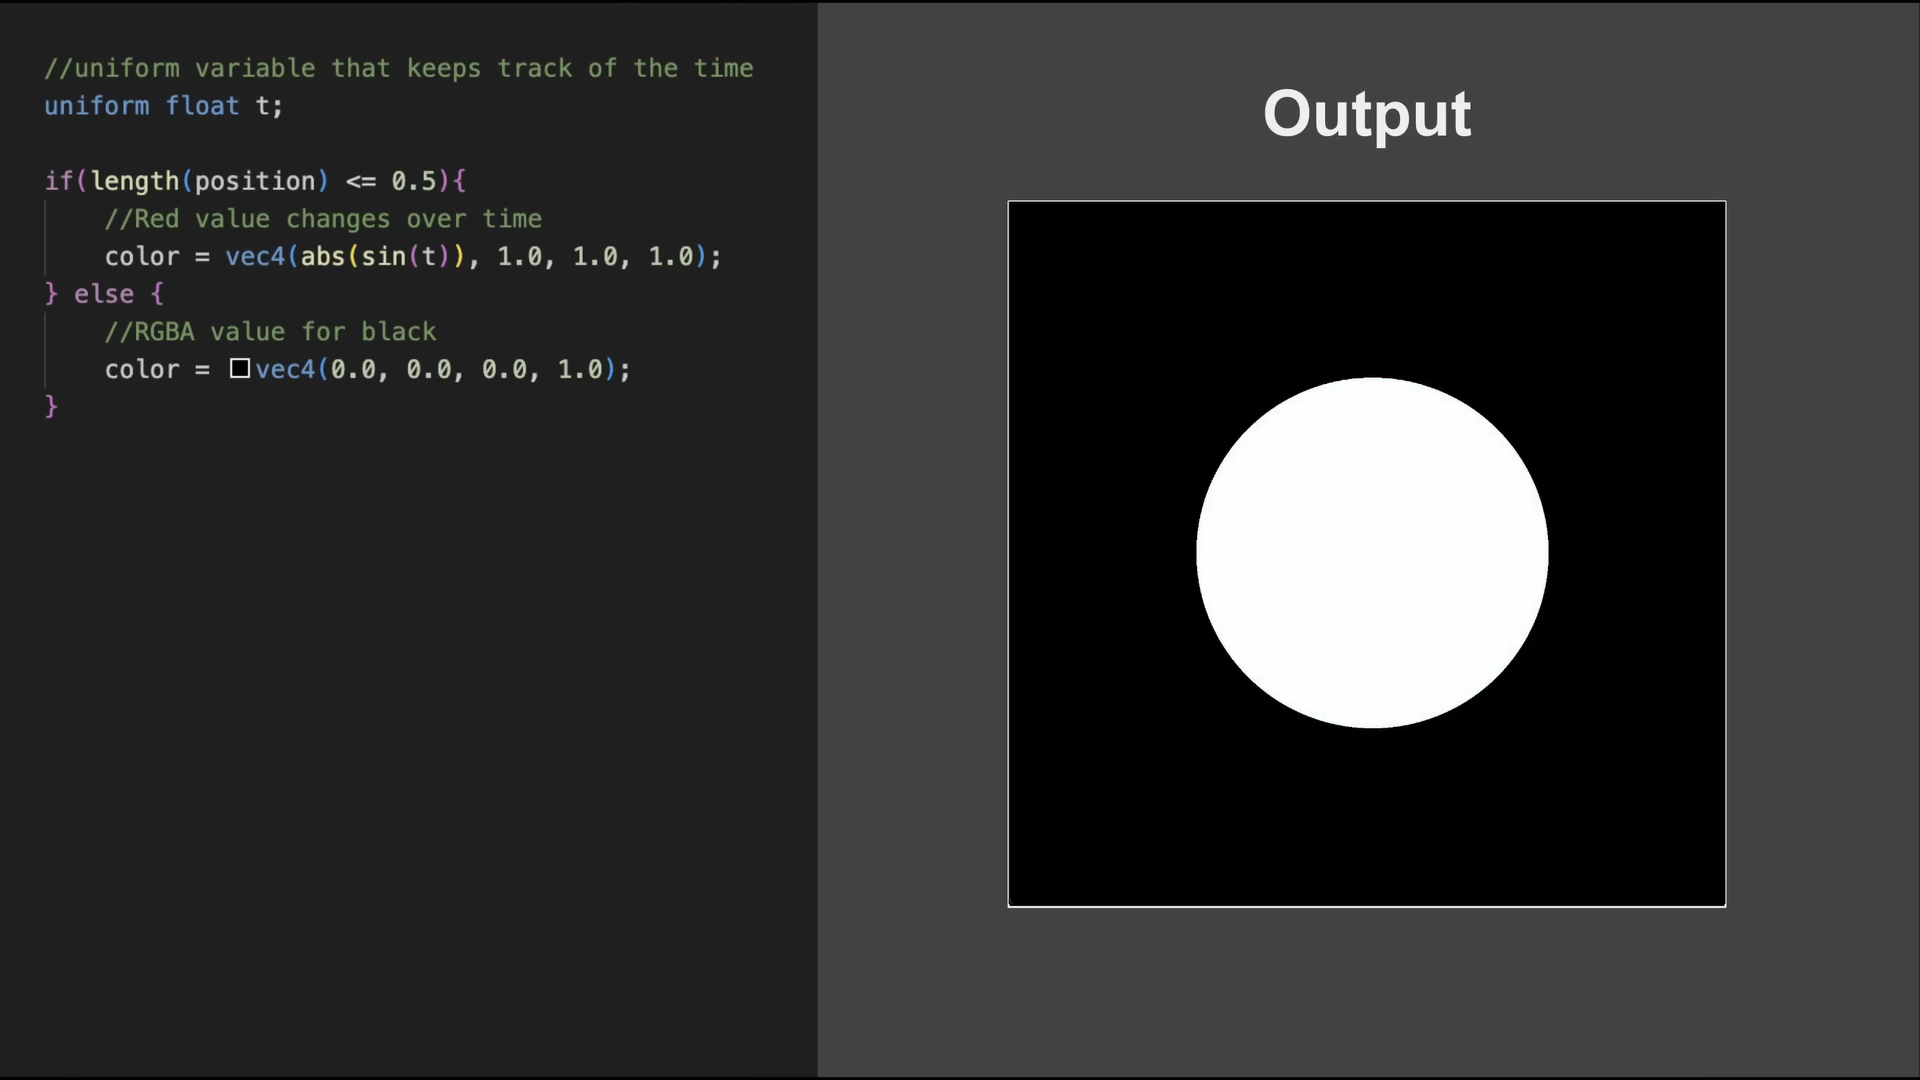 //uniform variable that keeps track of the time
uniform float t;
if(length(position) <= 0.5){
//Red value changes over time
color = vec4(abs(sin(t)), 1.0, 1.0, 1.0);
} else {
//RGBA value for black
color = vec4(0.0, 0.0, 0.0, 1.0);
}
Output